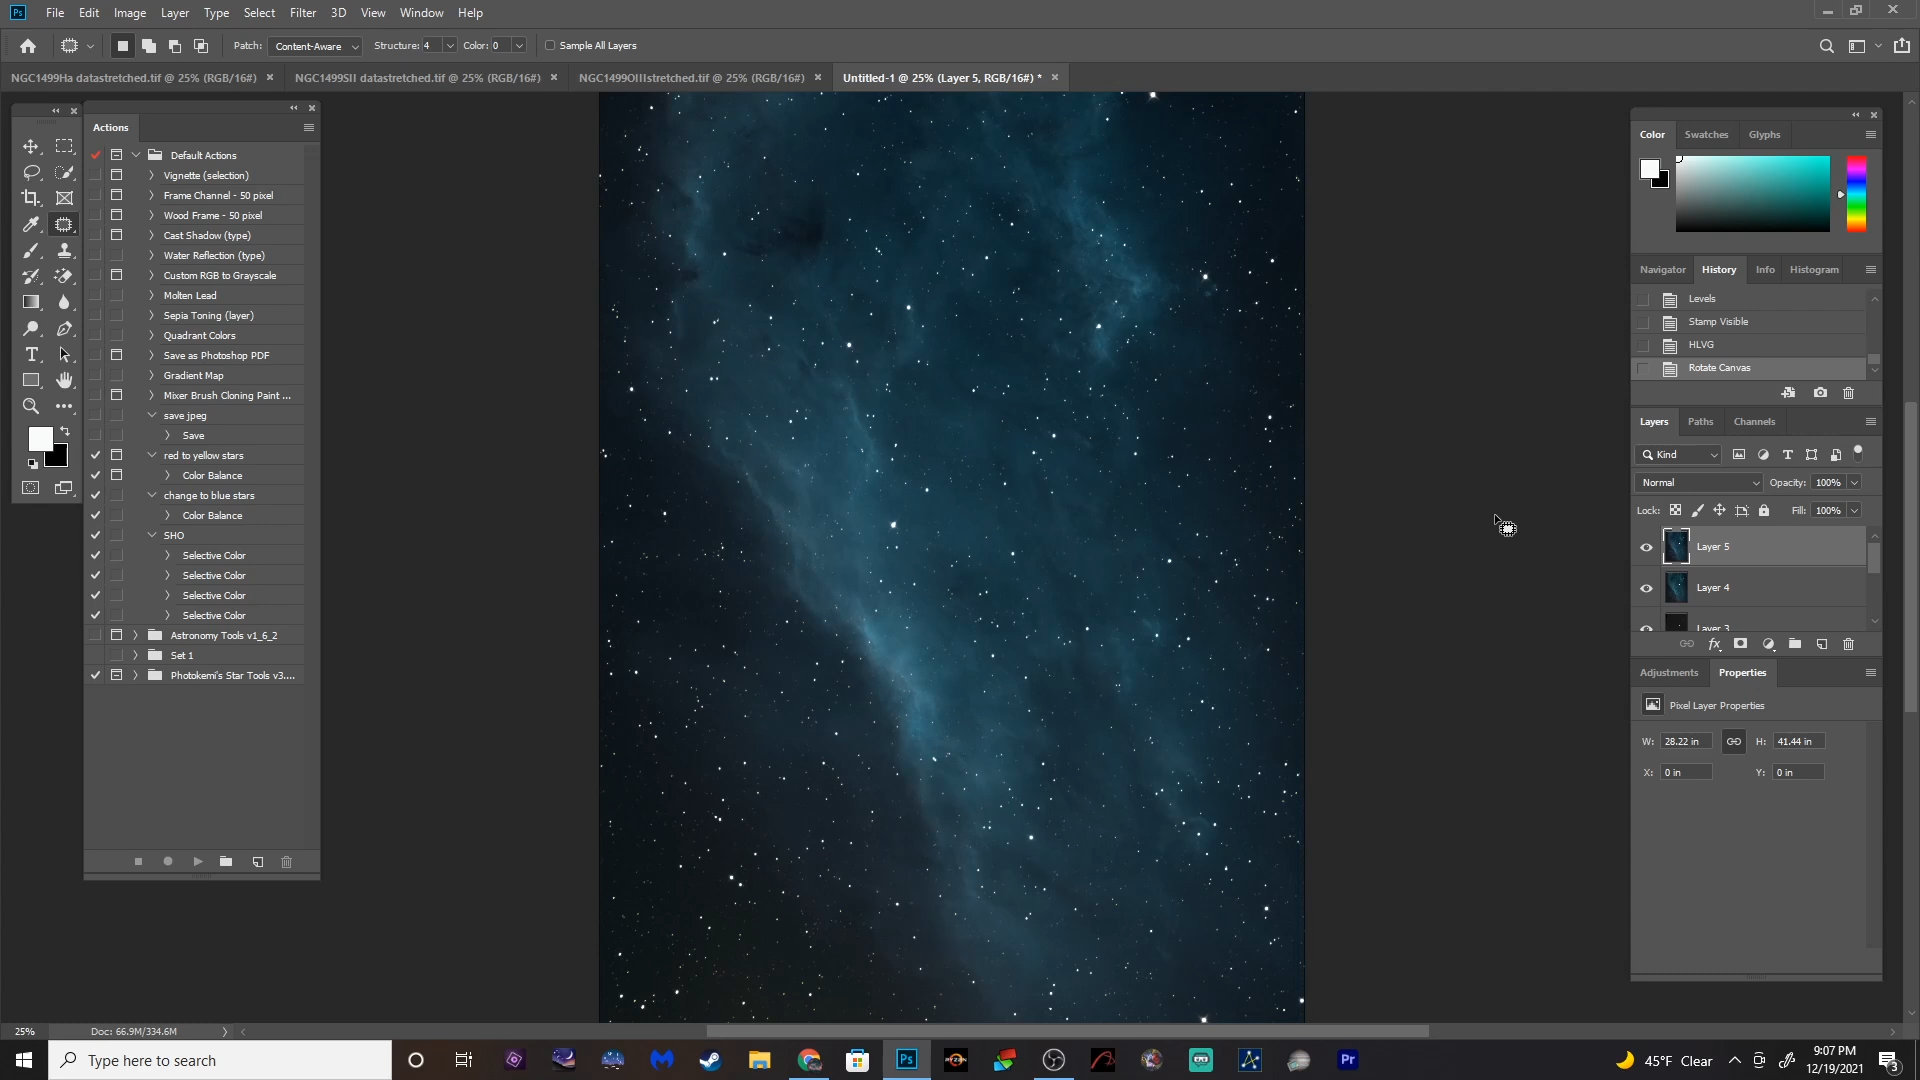 Ps File Edit Image Layer Type Select Filter 3D View Window Help
Patch: Content-Aware Structure: 4 Color: 0 Sample All Layers
NGC1499Ha datastretched.tif @ 25% (RGB/16#) × NGC1499SII datastretched.tif @ 25% (RGB/16#) × NGC1499OIIIstretched.tif @ 25% (RGB/16#) × Untitled-1 @ 25% (Layer 5, RGB/16#) * ×
Actions
Default Actions
Vignette (selection)
Frame Channel - 50 pixel
Wood Frame - 50 pixel
Cast Shadow (type)
Water Reflection (type)
Custom RGB to Grayscale
Molten Lead
Sepia Toning (layer)
Quadrant Colors
Save as Photoshop PDF
Gradient Map
Mixer Brush Cloning Paint ...
save jpeg
Save
red to yellow stars
Color Balance
change to blue stars
Color Balance
SHO
Selective Color
Selective Color
Selective Color
Selective Color
Astronomy Tools v1_6_2
Set 1
Photokemi's Star Tools v3....
Color Swatches Glyphs
Navigator History Info Histogram
Levels
Stamp Visible
HLVG
Rotate Canvas
Layers Paths Channels
Kind
Normal Opacity: 100%
Lock: Fill: 100%
Layer 5
Layer 4
Layer 3
Adjustments Properties
Pixel Layer Properties
W: 28.22 in H: 41.44 in
X: 0 in Y: 0 in
25% Doc: 66.9M/334.6M
Type here to search
Ps
RYZEN
Pr
45°F Clear
9:07 PM
12/19/2021
3